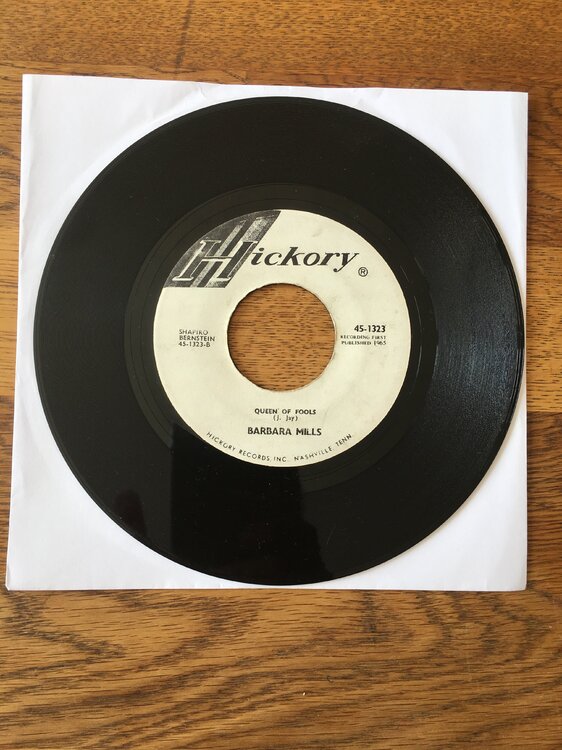 Hickory ®
SHAPIRO
BERNSTEIN
45-1323-B
45-1323
RECORDING FIRST
PUBLISHED 1965
QUEEN OF FOOLS
(J. Jay)
BARBARA MILLS
HICKORY RECORDS, INC. NASHVILLE, TENN